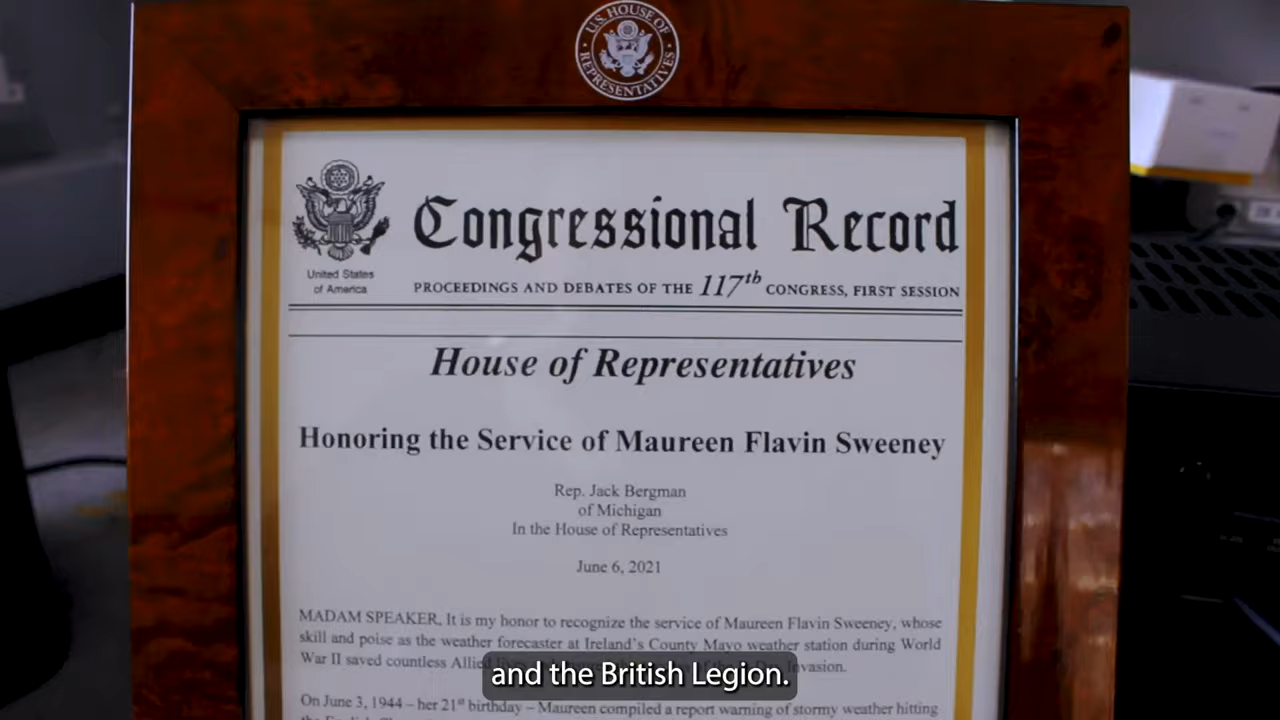 U.S. HOUSE OF
REPRESENTATIVES
Congressional Record
United States
of America
PROCEEDINGS AND DEBATES OF THE 117th CONGRESS, FIRST SESSION
House of Representatives
Honoring the Service of Maureen Flavin Sweeney
Rep. Jack Bergman
of Michigan
In the House of Representatives
June 6, 2021
MADAM SPEAKER, It is my honor to recognize the service of Maureen Flavin Sweeney, whose
skill and poise as the weather forecaster at Ireland's County Mayo weather station during World
War II saved countless Allied Invasion.
and the British Legion.
On June 3, 1944 – her 21st birthday – Maureen compiled a report warning of stormy weather hitting